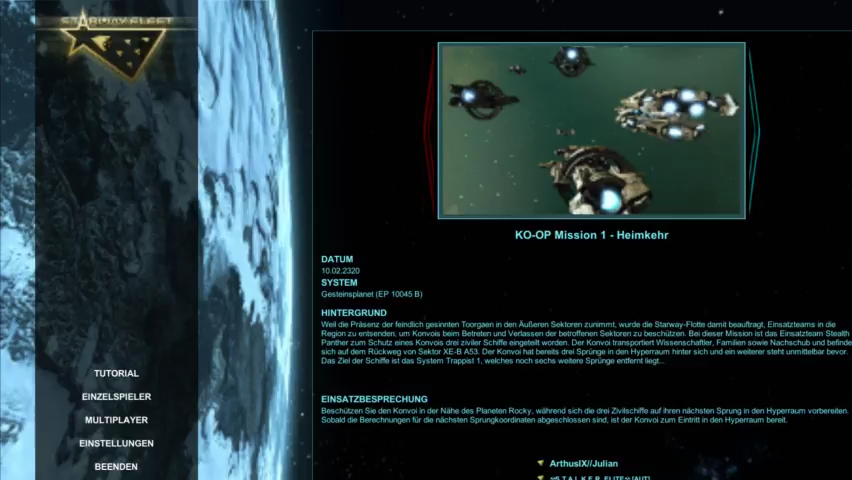 STARWAY FLEET
KO-OP Mission 1 - Heimkehr
DATUM
10.02.2320
SYSTEM
Gesteinsplanet (EP 10045 B)
HINTERGRUND
Weil die Präsenz der feindlich gesinnten Toorgaen in den Äußeren Sektoren zunimmt, wurde die Starway-Flotte damit beauftragt, Einsatzteams in die
Region zu entsenden, um Konvois beim Betreten und Verlassen der betroffenen Sektoren zu beschützen. Bei dieser Mission ist das Einsatzteam Stealth
Panther zum Schutz eines Konvois drei ziviler Schiffe eingeteilt worden. Der Konvoi transportiert Wissenschaftler, Familien sowie Nachschub und befinde
sich auf dem Rückweg von Sektor XE-B A53. Der Konvoi hat bereits drei Sprünge in den Hyperraum hinter sich und ein weiterer steht unmittelbar bevor.
Das Ziel der Schiffe ist das System Trappist 1, welches noch sechs weitere Sprünge entfernt liegt...
EINSATZBESPRECHUNG
Beschützen Sie den Konvoi in der Nähe des Planeten Rocky, während sich die drei Zivilschiffe auf ihren nächsten Sprung in den Hyperraum vorbereiten.
Sobald die Berechnungen für die nächsten Sprungkoordinaten abgeschlossen sind, ist der Konvoi zum Eintritt in den Hyperraum bereit.
TUTORIAL
EINZELSPIELER
MULTIPLAYER
EINSTELLUNGEN
BEENDEN
ArthusIX//Julian
S.T.A.L.K.E.R. ELITE [AUT]